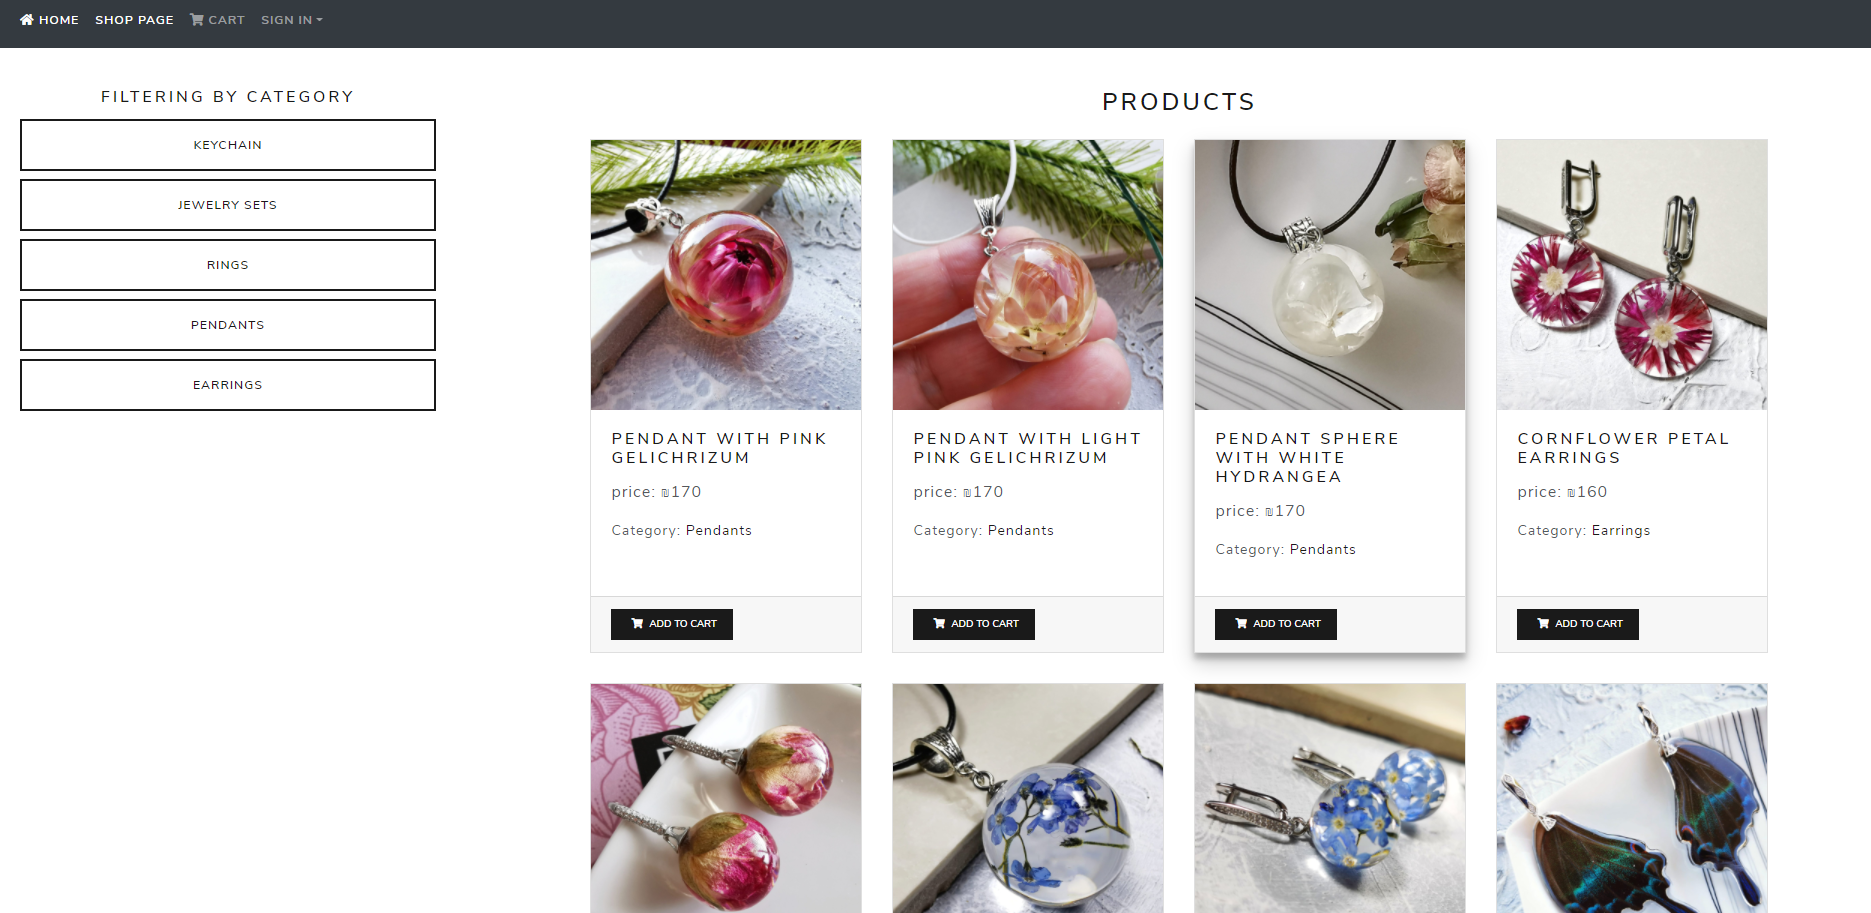 HOME SHOP PAGE CART SIGN IN
FILTERING BY CATEGORY
KEYCHAIN
JEWELRY SETS
RINGS
PENDANTS
EARRINGS
PRODUCTS
PENDANT WITH PINK
GELICHRIZUM
price: ₪170
Category: Pendants
ADD TO CART
PENDANT WITH LIGHT
PINK GELICHRIZUM
price: ₪170
Category: Pendants
ADD TO CART
PENDANT SPHERE
WITH WHITE
HYDRANGEA
price: ₪170
Category: Pendants
ADD TO CART
CORNFLOWER PETAL
EARRINGS
price: ₪160
Category: Earrings
ADD TO CART